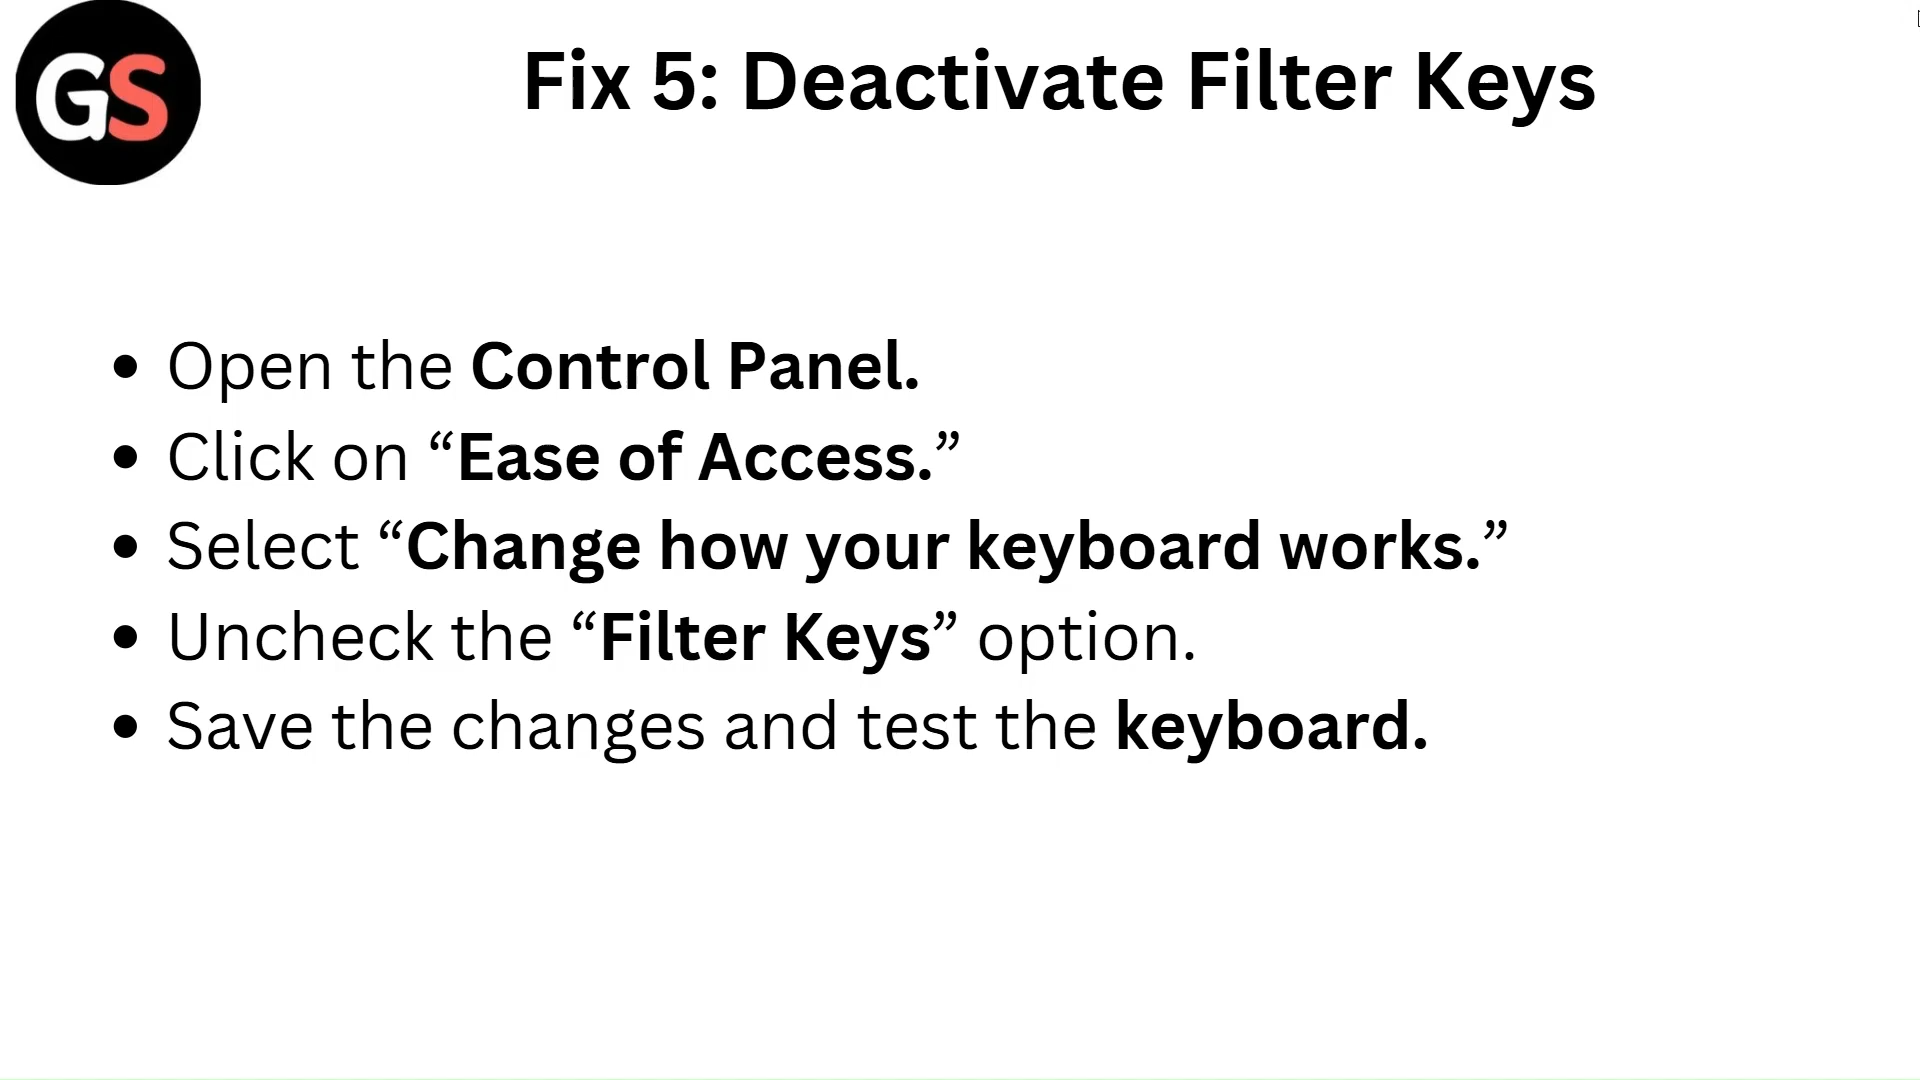 GS
Fix 5: Deactivate Filter Keys
• Open the Control Panel.
• Click on “Ease of Access.”
• Select “Change how your keyboard works.”
• Uncheck the “Filter Keys” option.
• Save the changes and test the keyboard.